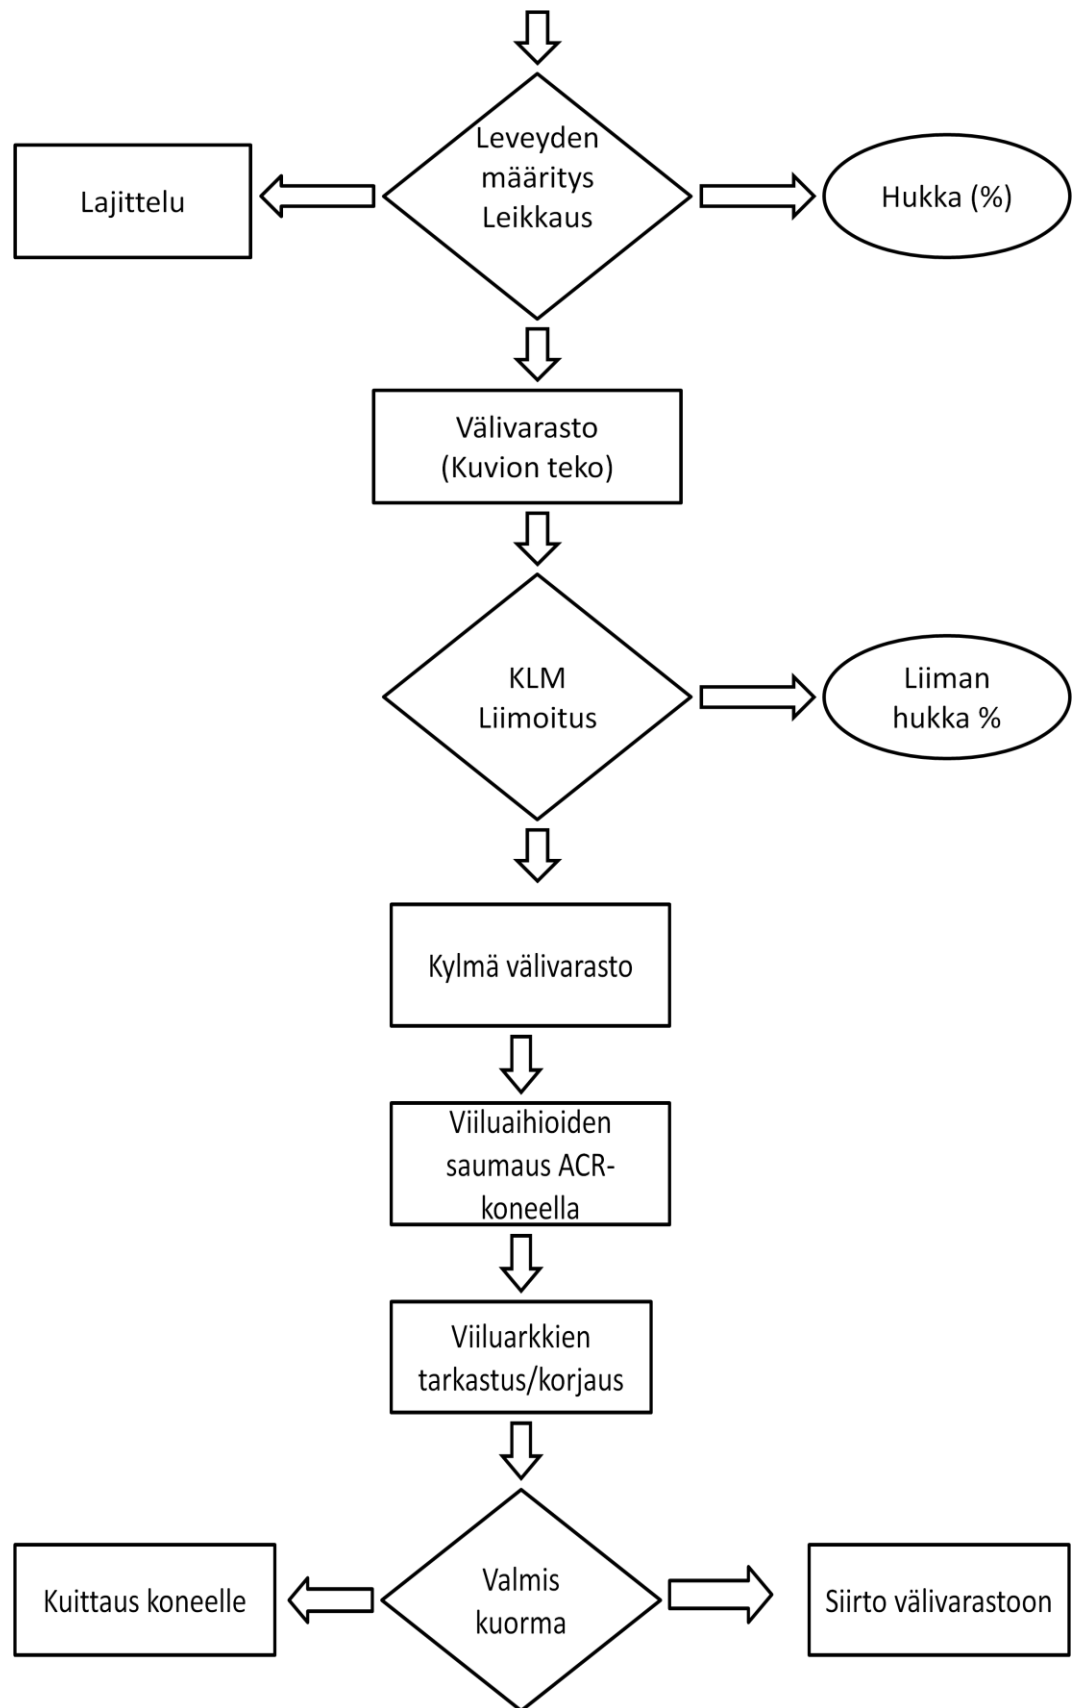 Leveyden
määritys
Leikkaus
Lajittelu
Hukka (%)
Välivarasto
(Kuvion teko)
KLM
Liimoitus
Liiman
hukka %
Kylmä välivarasto
Viiluaihioiden
saumaus ACR-
koneella
Viiluarkkien
tarkastus/korjaus
Valmis
kuorma
Kuittaus koneelle
Siirto välivarastoon